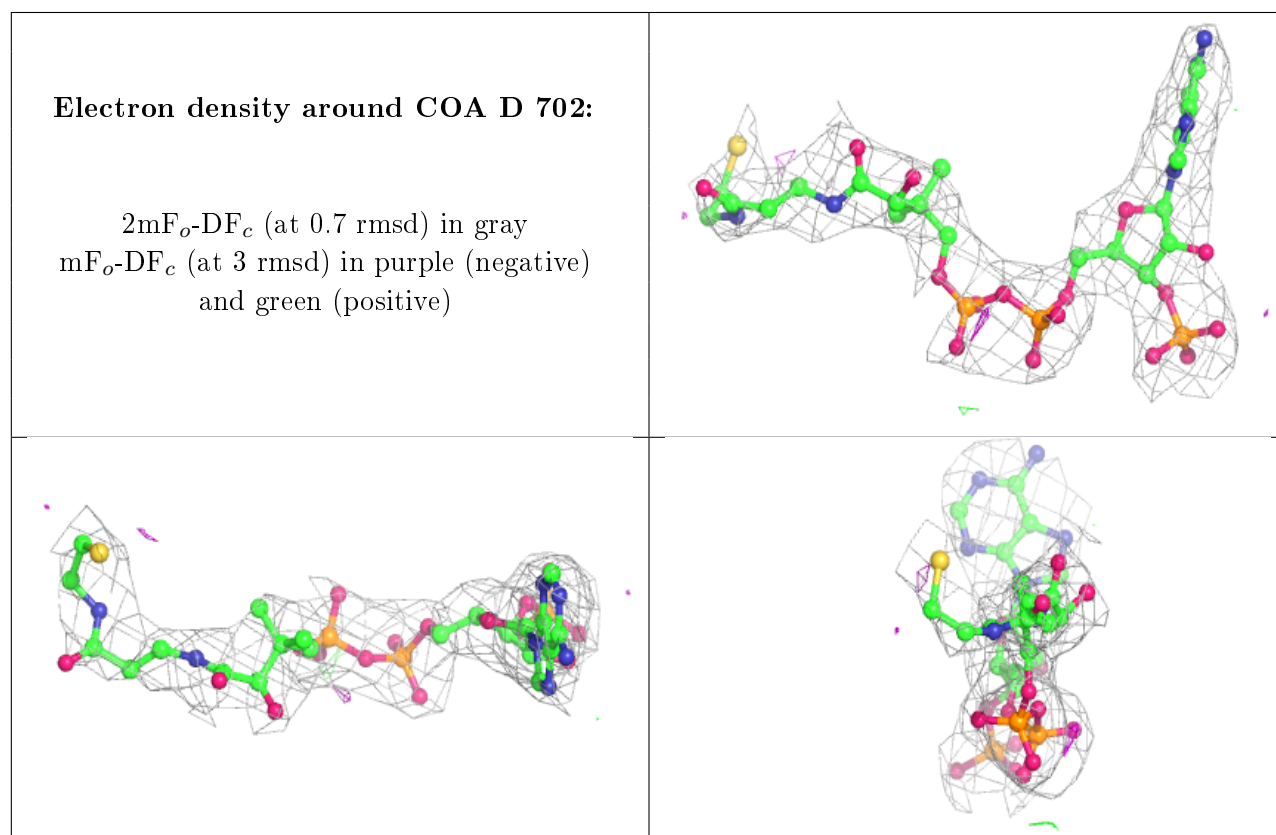 Electron density around COA D 702:
2mFo-DFc (at 0.7 rmsd) in gray
mFo-DFc (at 3 rmsd) in purple (negative)
and green (positive)